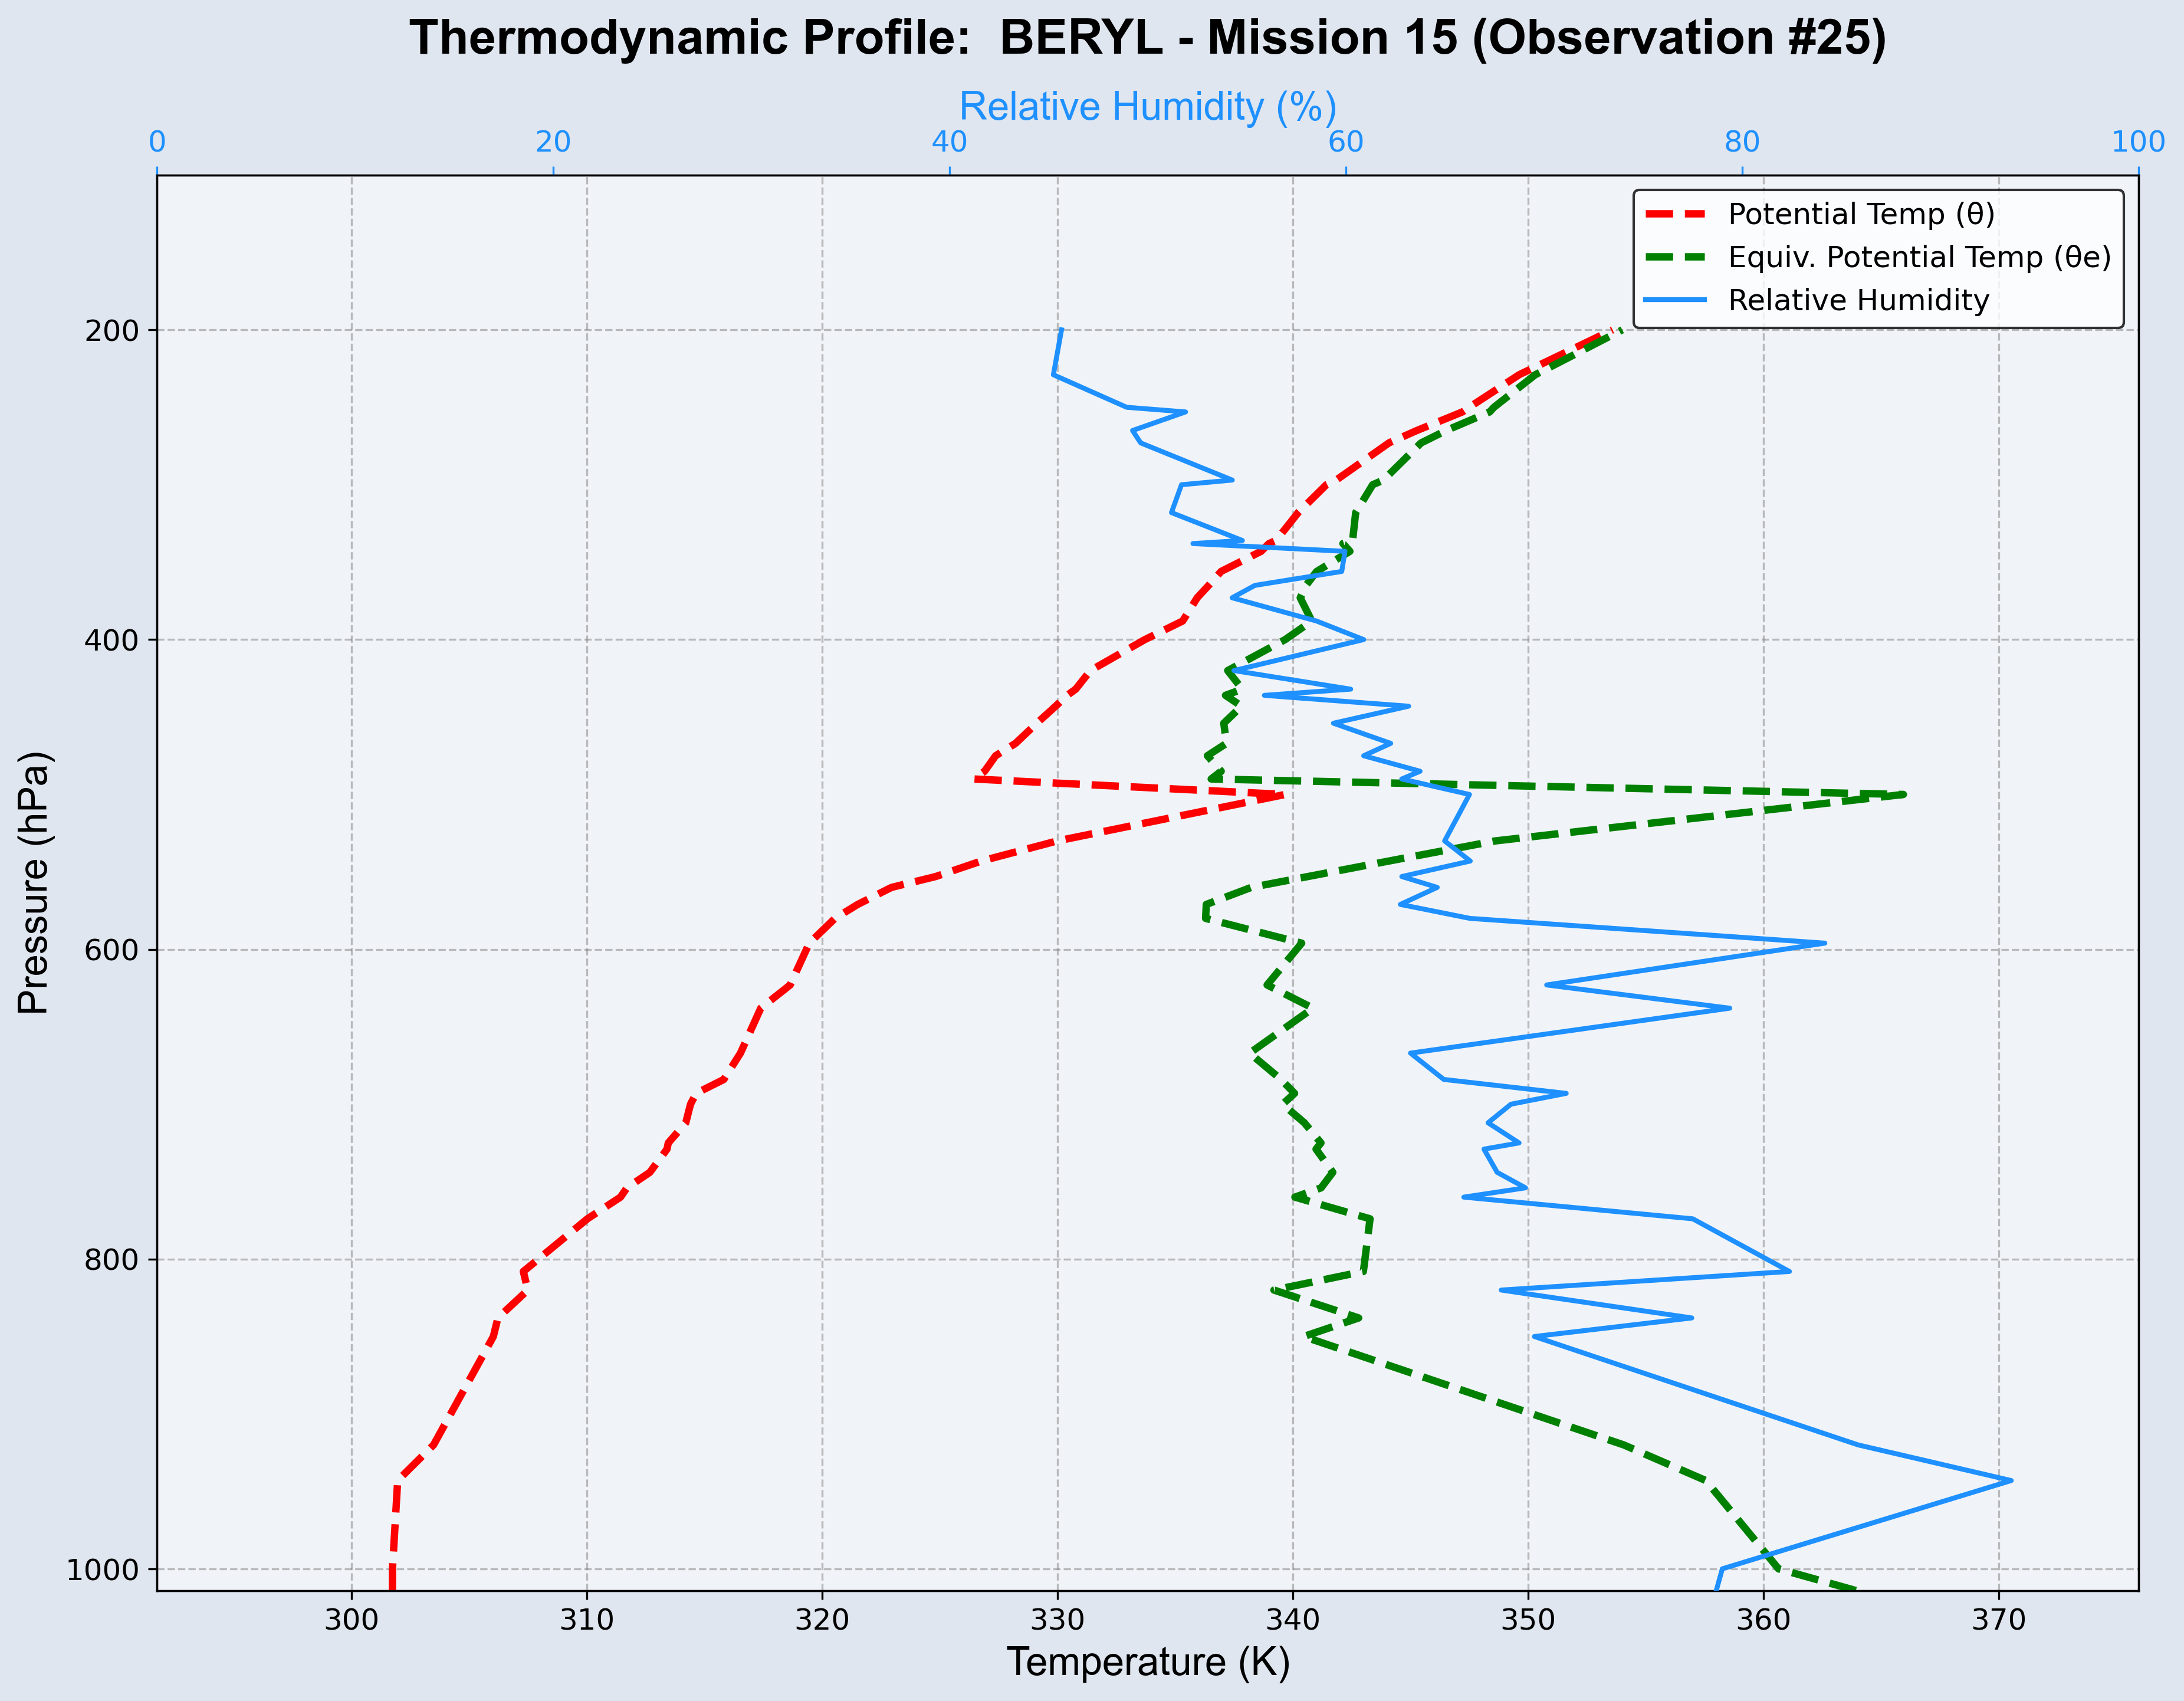 Thermodynamic Profile:  BERYL - Mission 15 (Observation #25)
Relative Humidity (%)
0 20 40 60 80 100
Potential Temp (θ)
Equiv. Potential Temp (θe)
Relative Humidity
200
400
600
800
1000
Pressure (hPa)
300 310 320 330 340 350 360 370
Temperature (K)